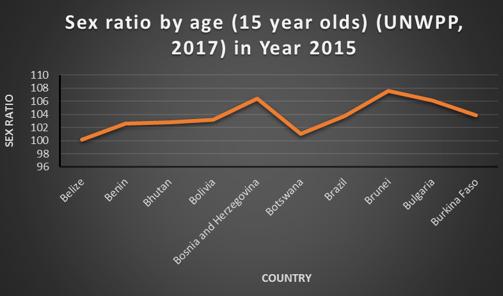 Sex ratio by age (15 year olds) (UNWPP,
2017) in Year 2015
SEX RATIO
110
108
106
104
102
100
98
96
Belize
Benin
Bhutan
Bolivia
Bosnia and Herzegovina
Botswana
Brazil
Brunei
Bulgaria
Burkina Faso
COUNTRY